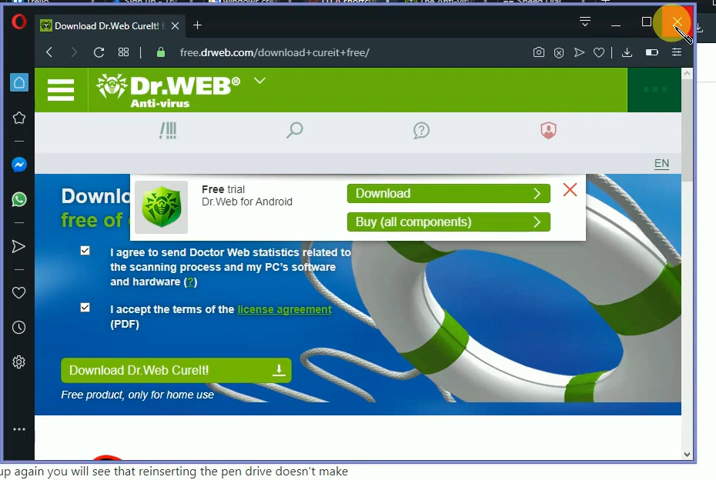 Download Dr.Web CureIt!
free.drweb.com/download+cureit+free/
Dr.WEB®
Anti-virus
EN
Free trial
Dr.Web for Android
Download
Buy (all components)
free of
I agree to send Doctor Web statistics related to
the scanning process and my PC's software
and hardware (?)
I accept the terms of the license agreement
(PDF)
Download Dr.Web CureIt!
Free product, only for home use
up again you will see that reinserting the pen drive doesn't make